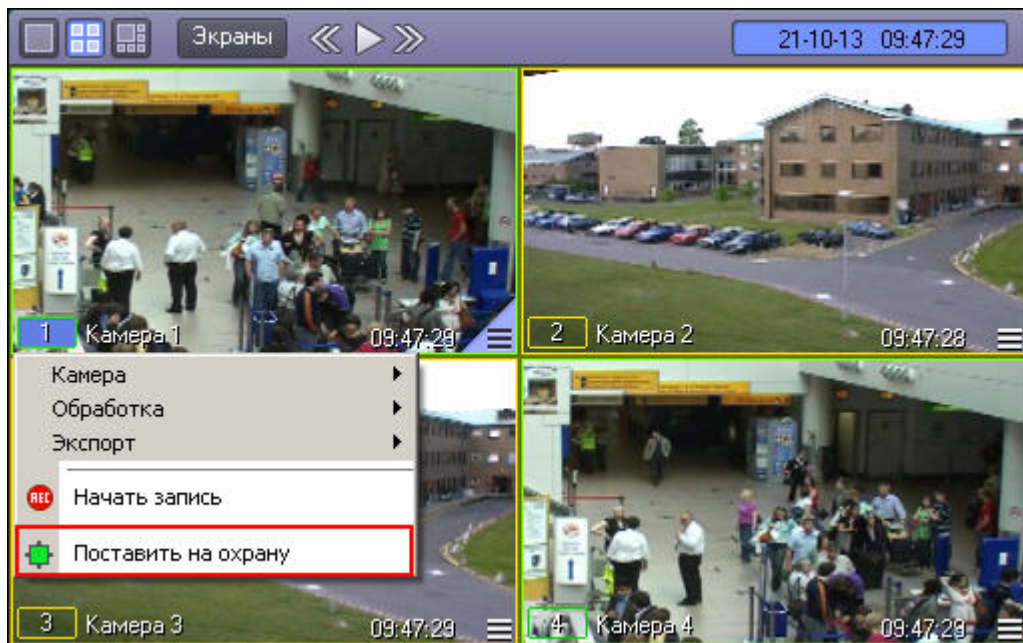 Экраны
21-10-13 09:47:29
1 Камера 1 09:47:29
2 Камера 2 09:47:28
Камера
Обработка
Экспорт
REC Начать запись
Поставить на охрану
3 Камера 3 09:47:29
4 Камера 4 09:47:29